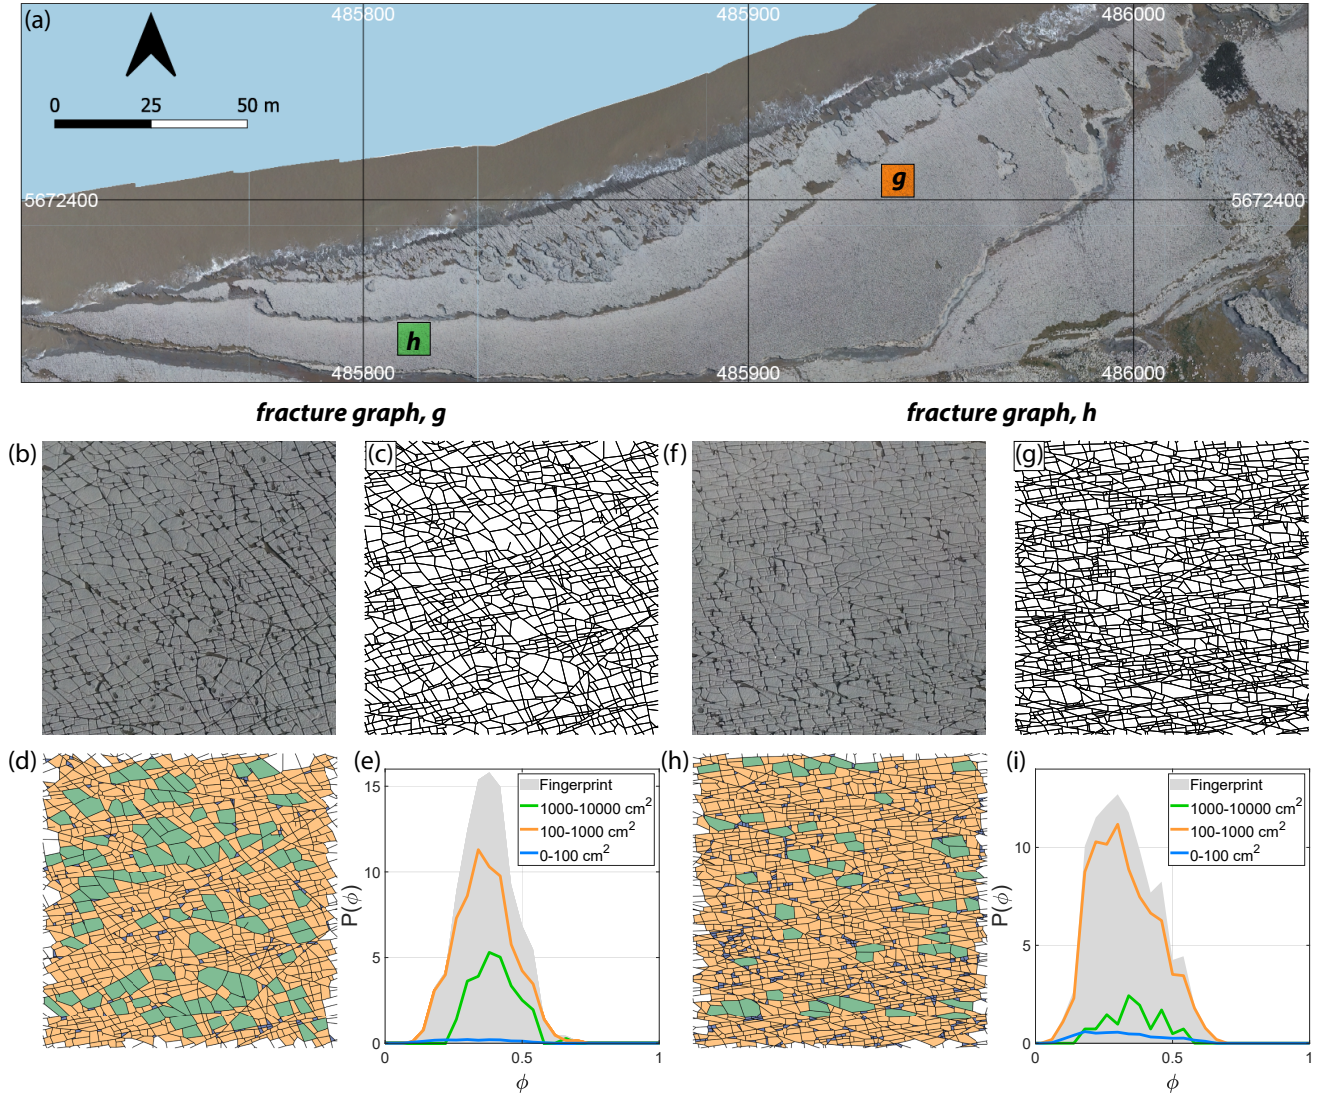 (a)
485800
485900
486000
0
25
50 m
g
5672400
5672400
h
485800
485900
486000
fracture graph, g
fracture graph, h
(b)
(c)
(f)
(g)
(d)
(e)
15
10
5
0
P(ϕ)
0
0.5
1
ϕ
Fingerprint
1000-10000 cm²
100-1000 cm²
0-100 cm²
(h)
(i)
10
5
0
P(ϕ)
0
0.5
1
ϕ
Fingerprint
1000-10000 cm²
100-1000 cm²
0-100 cm²